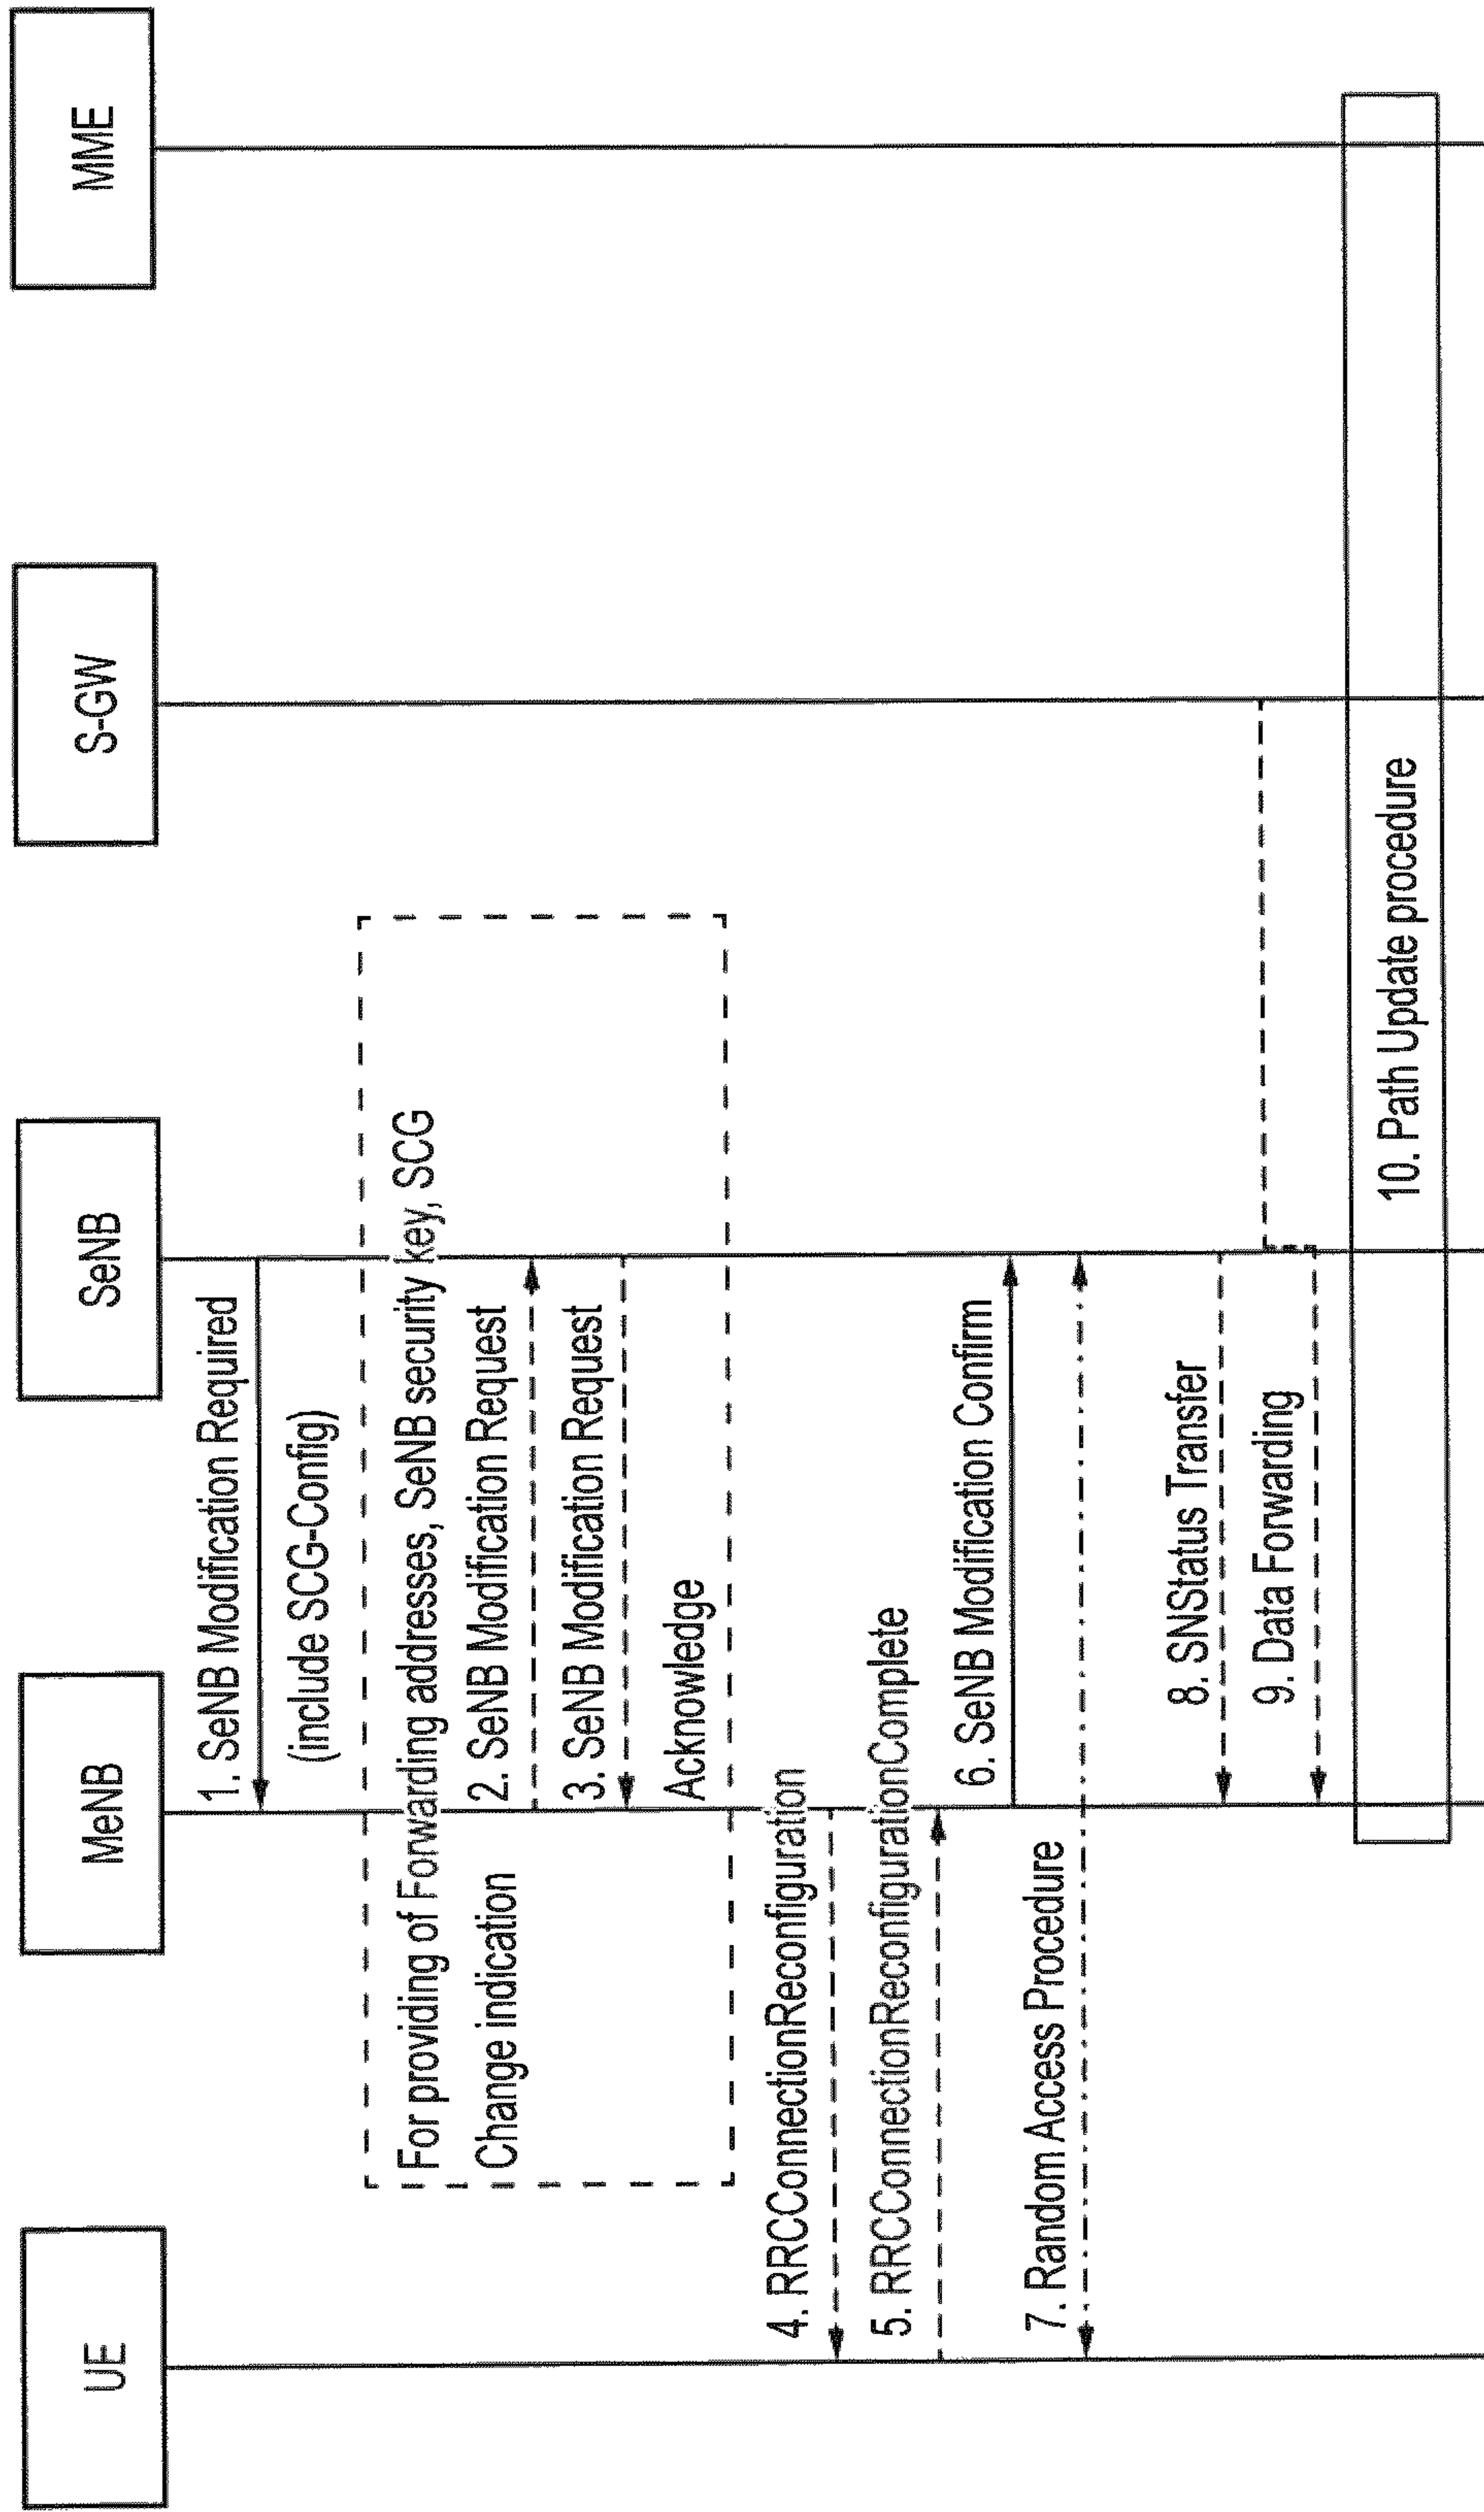 UE
MeNB
SeNB
S-GW
MME
1. SeNB Modification Required
(include SCG-Config)
For providing of Forwarding addresses, SeNB security key, SCG
Change indication
2. SeNB Modification Request
3. SeNB Modification Request
Acknowledge
4. RRCConnectionReconfiguration
5. RRCConnectionReconfigurationComplete
6. SeNB Modification Confirm
7. Random Access Procedure
8. SNStatus Transfer
9. Data Forwarding
10. Path Update procedure